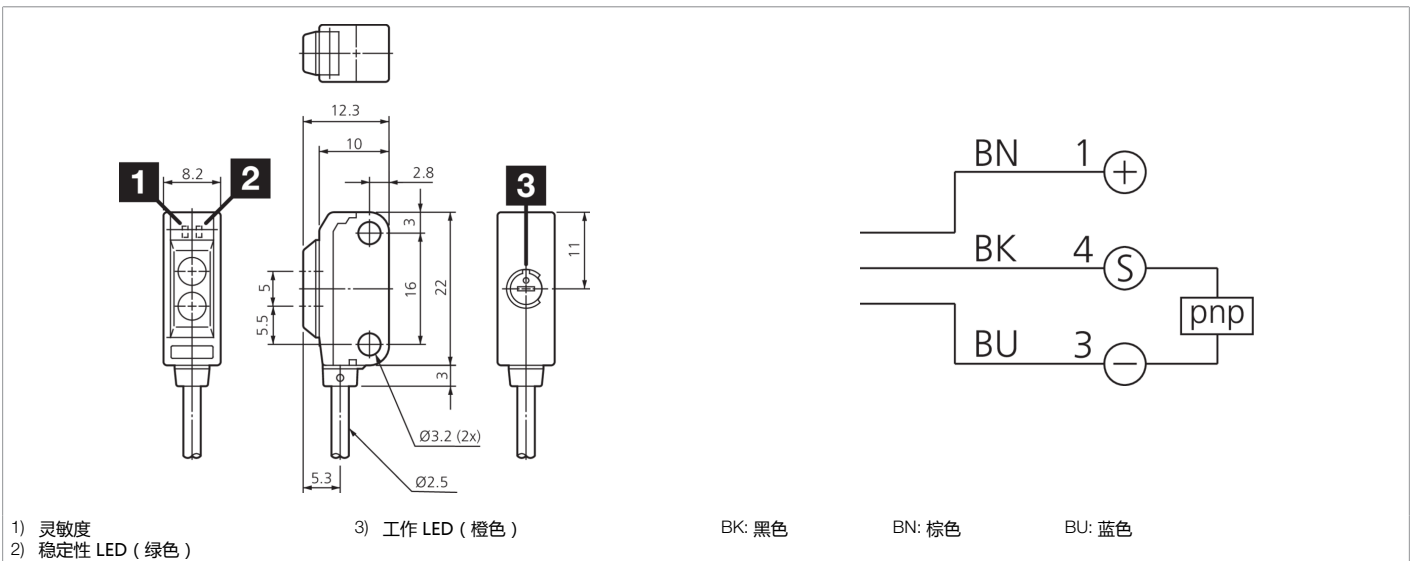 12.3
10
2.8
1
8.2
2
3
3
11
5
16
22
5.5
3
Ø3.2 (2x)
5.3
Ø2.5
BN 1
BK 4
S
pnp
BU 3
1) 灵敏度
3) 工作 LED（橙色）
BK: 黑色
BN: 棕色
BU: 蓝色
2) 稳定性 LED（绿色）